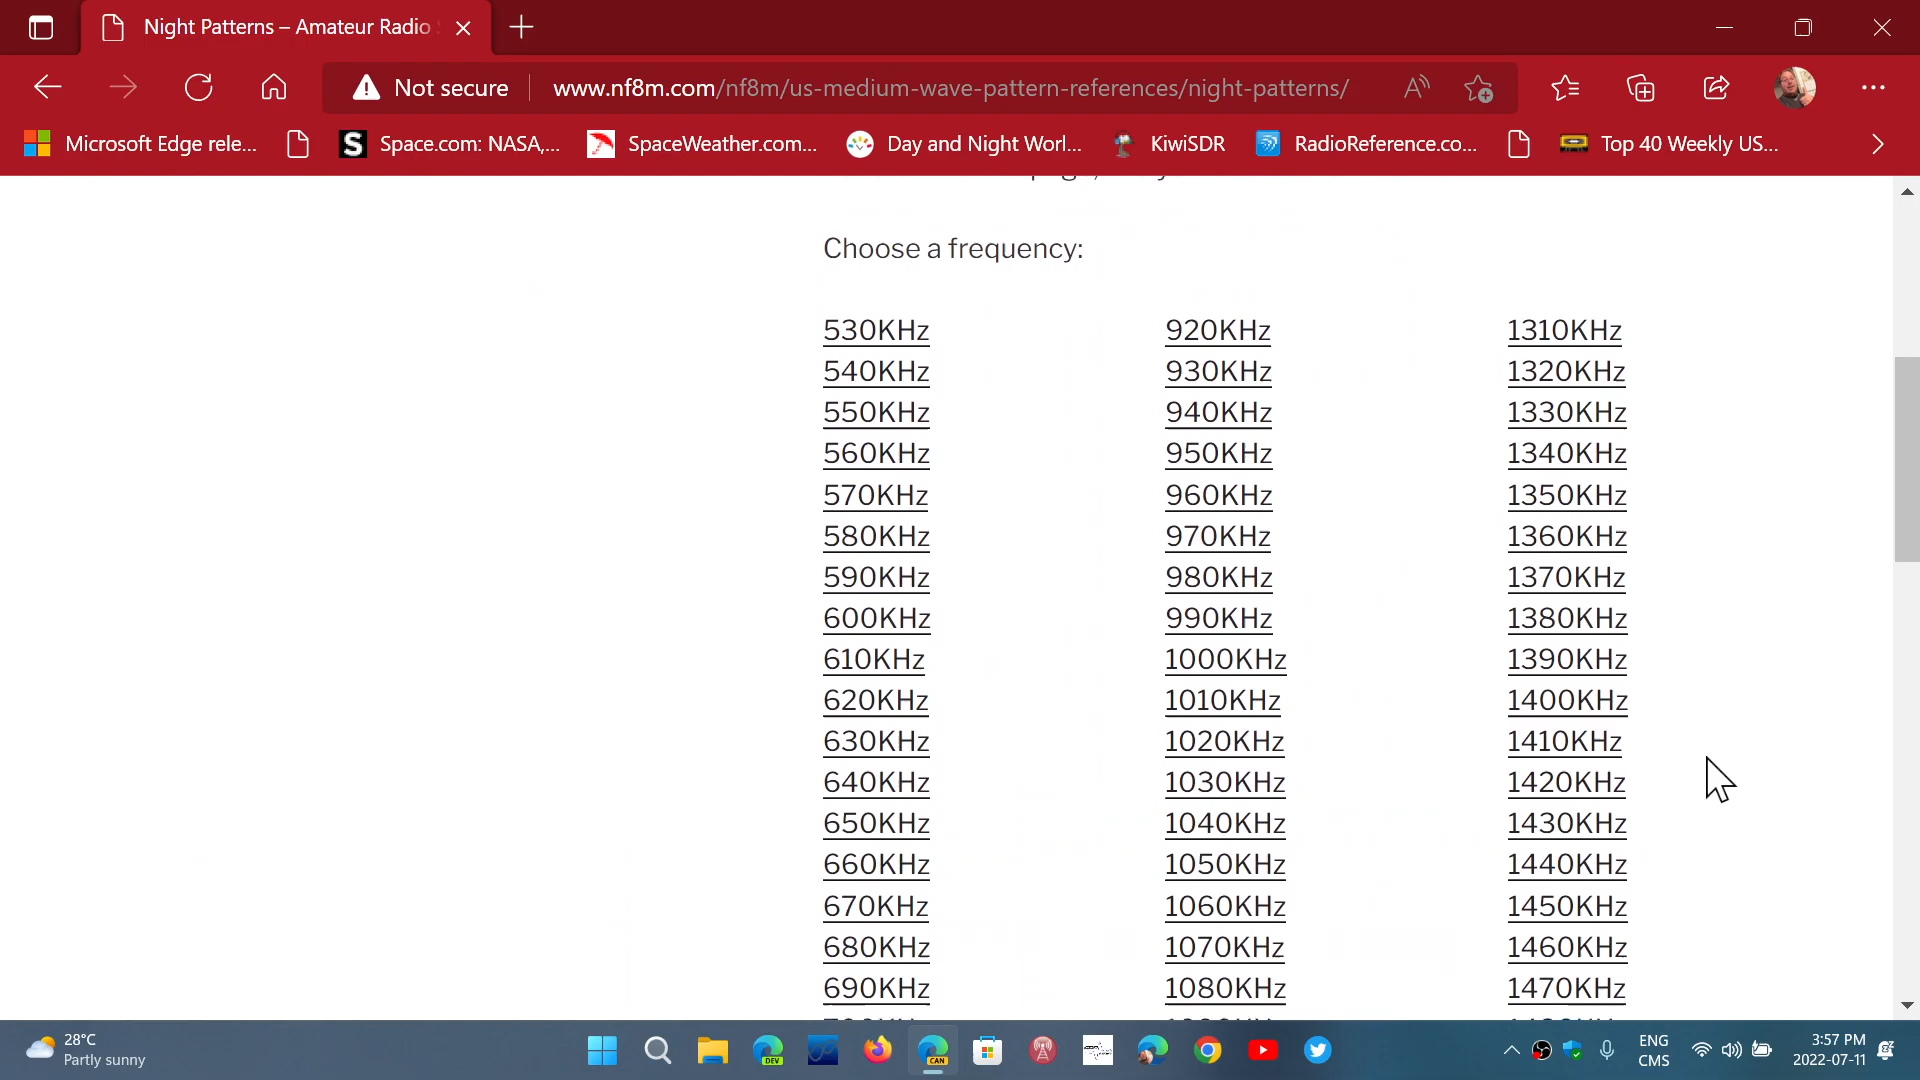 Night Patterns – Amateur Radio
Not secure
www.nf8m.com/nf8m/us-medium-wave-pattern-references/night-patterns/
Microsoft Edge rele...
Space.com: NASA,...
SpaceWeather.com...
Day and Night Worl...
KiwiSDR
RadioReference.co...
Top 40 Weekly US...
Choose a frequency:
530KHz 920KHz 1310KHz
540KHz 930KHz 1320KHz
550KHz 940KHz 1330KHz
560KHz 950KHz 1340KHz
570KHz 960KHz 1350KHz
580KHz 970KHz 1360KHz
590KHz 980KHz 1370KHz
600KHz 990KHz 1380KHz
610KHz 1000KHz 1390KHz
620KHz 1010KHz 1400KHz
630KHz 1020KHz 1410KHz
640KHz 1030KHz 1420KHz
650KHz 1040KHz 1430KHz
660KHz 1050KHz 1440KHz
670KHz 1060KHz 1450KHz
680KHz 1070KHz 1460KHz
690KHz 1080KHz 1470KHz
28°C
Partly sunny
DEV
CAN
ENG
CMS
3:57 PM
2022-07-11